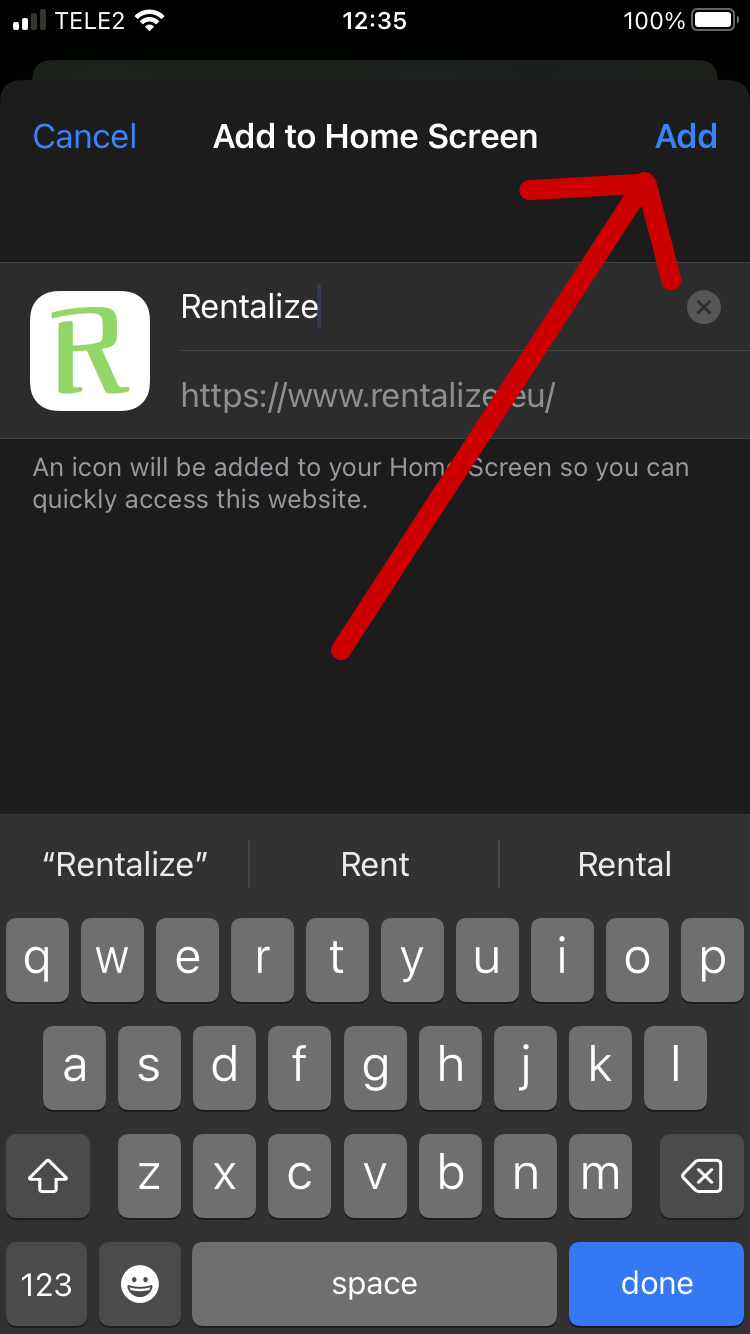 TELE2 12:35 100%
Cancel Add to Home Screen Add
R Rentalize
https://www.rentalize.eu/
An icon will be added to your Home Screen so you can
quickly access this website.
“Rentalize” Rent Rental
q w e r t y u i o p
a s d f g h j k l
z x c v b n m
123 space done